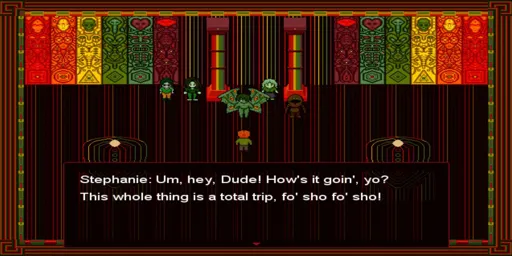 Stephanie: Um, hey, Dude! How's it goin', yo?
This whole thing is a total trip, fo' sho fo' sho!